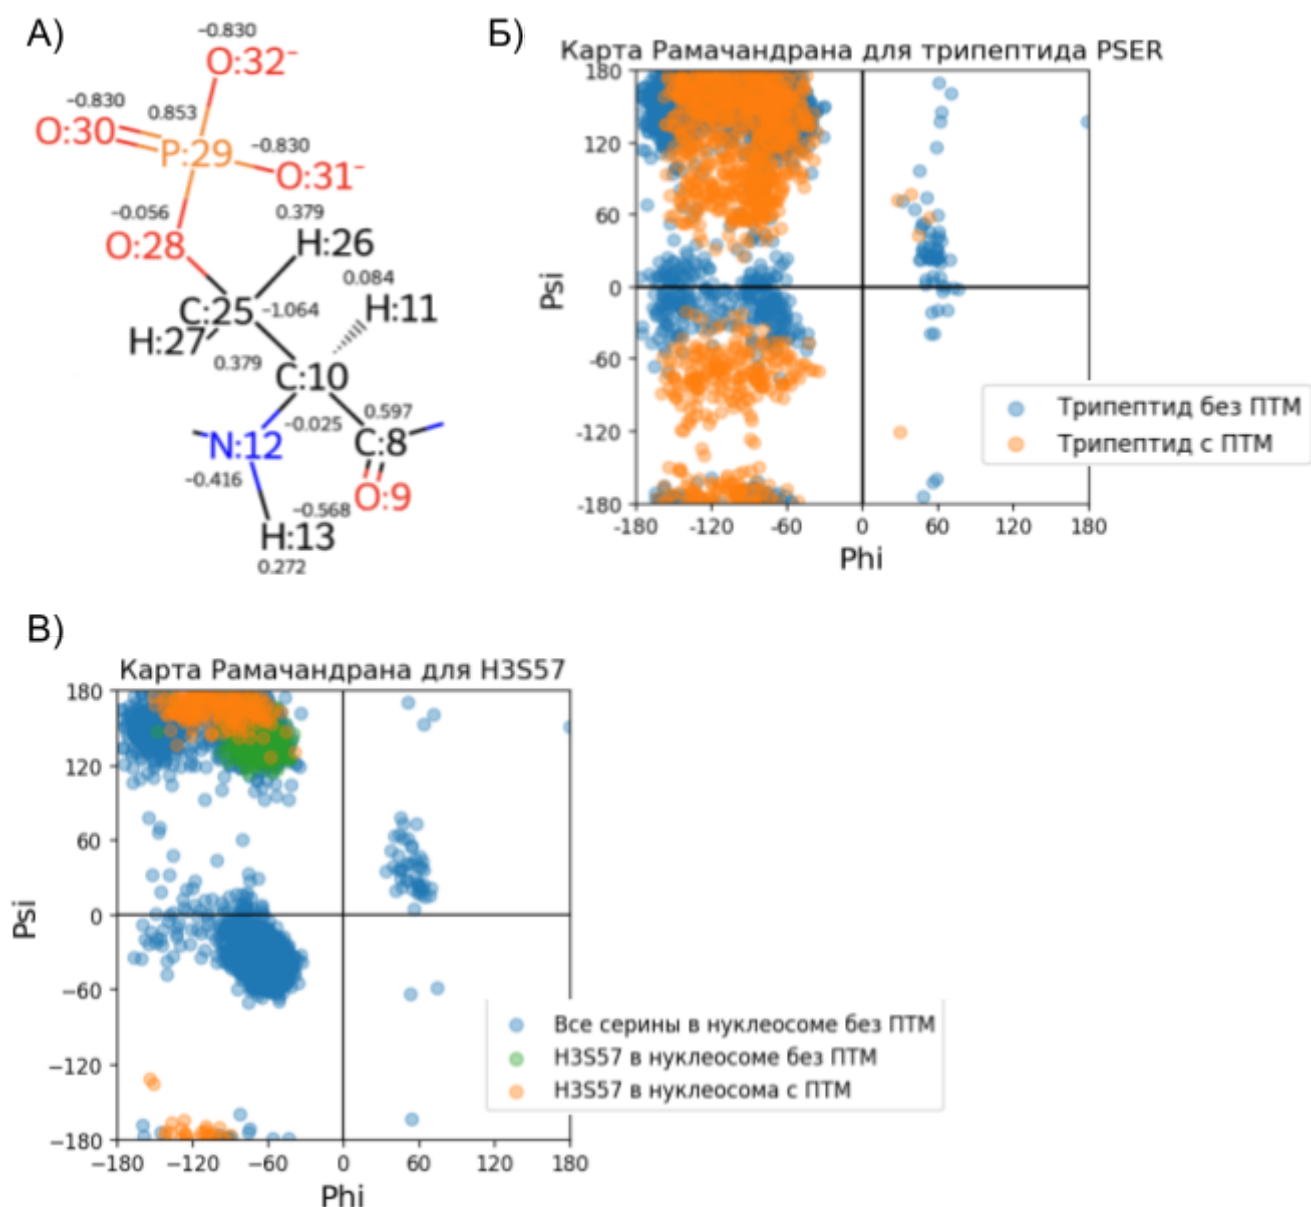 А)
−0.830
O:32⁻
−0.830
0.853
O:30
P:29
−0.830
O:31⁻
−0.056
0.379
O:28
H:26
0.084
C:25
−1.064
H:11
H:27
0.379
C:10
0.597
−0.025
N:12
C:8
−0.416
−0.568
O:9
H:13
0.272
Б)
Карта Рамачандрана для трипептида PSER
180
120
60
0
-60
-120
-180
Psi
-180 -120 -60 0 60 120 180
Phi
Трипептид без ПТМ
Трипептид с ПТМ
В)
Карта Рамачандрана для H3S57
180
120
60
0
−60
−120
−180
Psi
−180 −120 −60 0 60 120 180
Phi
Все серины в нуклеосоме без ПТМ
H3S57 в нуклеосоме без ПТМ
H3S57 в нуклеосома с ПТМ